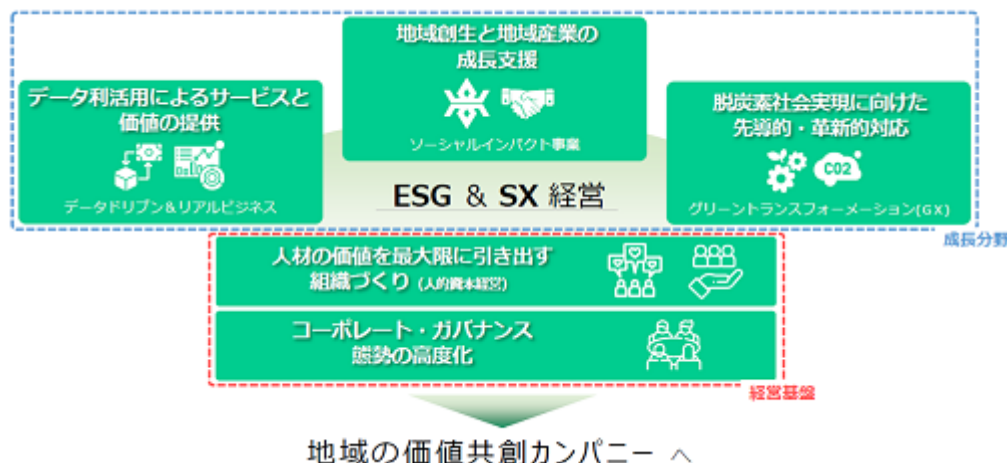 地域創生と地域産業の
成長支援
ソーシャルインパクト事業
データ利活用によるサービスと
価値の提供
データドリブン&リアルビジネス
脱炭素社会実現に向けた
先導的・革新的対応
CO2
グリーントランスフォーメーション(GX)
ESG & SX 経営
成長分野
人材の価値を最大限に引き出す
組織づくり (人的資本経営)
コーポレート・ガバナンス
態勢の高度化
経営基盤
地域の価値共創カンパニー へ